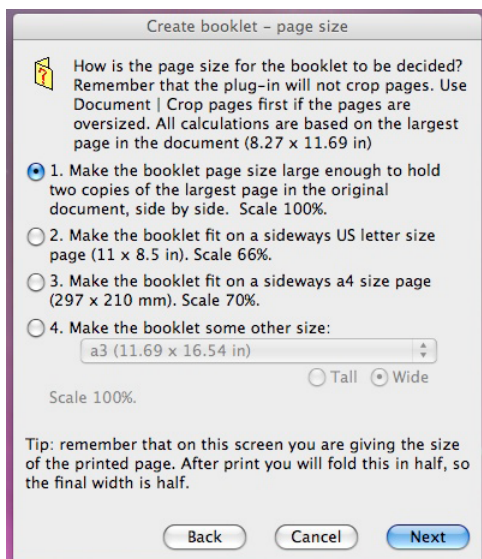 Create booklet - page size
How is the page size for the booklet to be decided?
Remember that the plug-in will not crop pages. Use
Document | Crop pages first if the pages are
oversized. All calculations are based on the largest
page in the document (8.27 x 11.69 in)
1. Make the booklet page size large enough to hold
two copies of the largest page in the original
document, side by side.  Scale 100%.
2. Make the booklet fit on a sideways US letter size
page (11 x 8.5 in). Scale 66%.
3. Make the booklet fit on a sideways a4 size page
(297 x 210 mm). Scale 70%.
4. Make the booklet some other size:
a3 (11.69 x 16.54 in)
Tall Wide
Scale 100%.
Tip: remember that on this screen you are giving the size
of the printed page. After print you will fold this in half, so
the final width is half.
Back Cancel Next